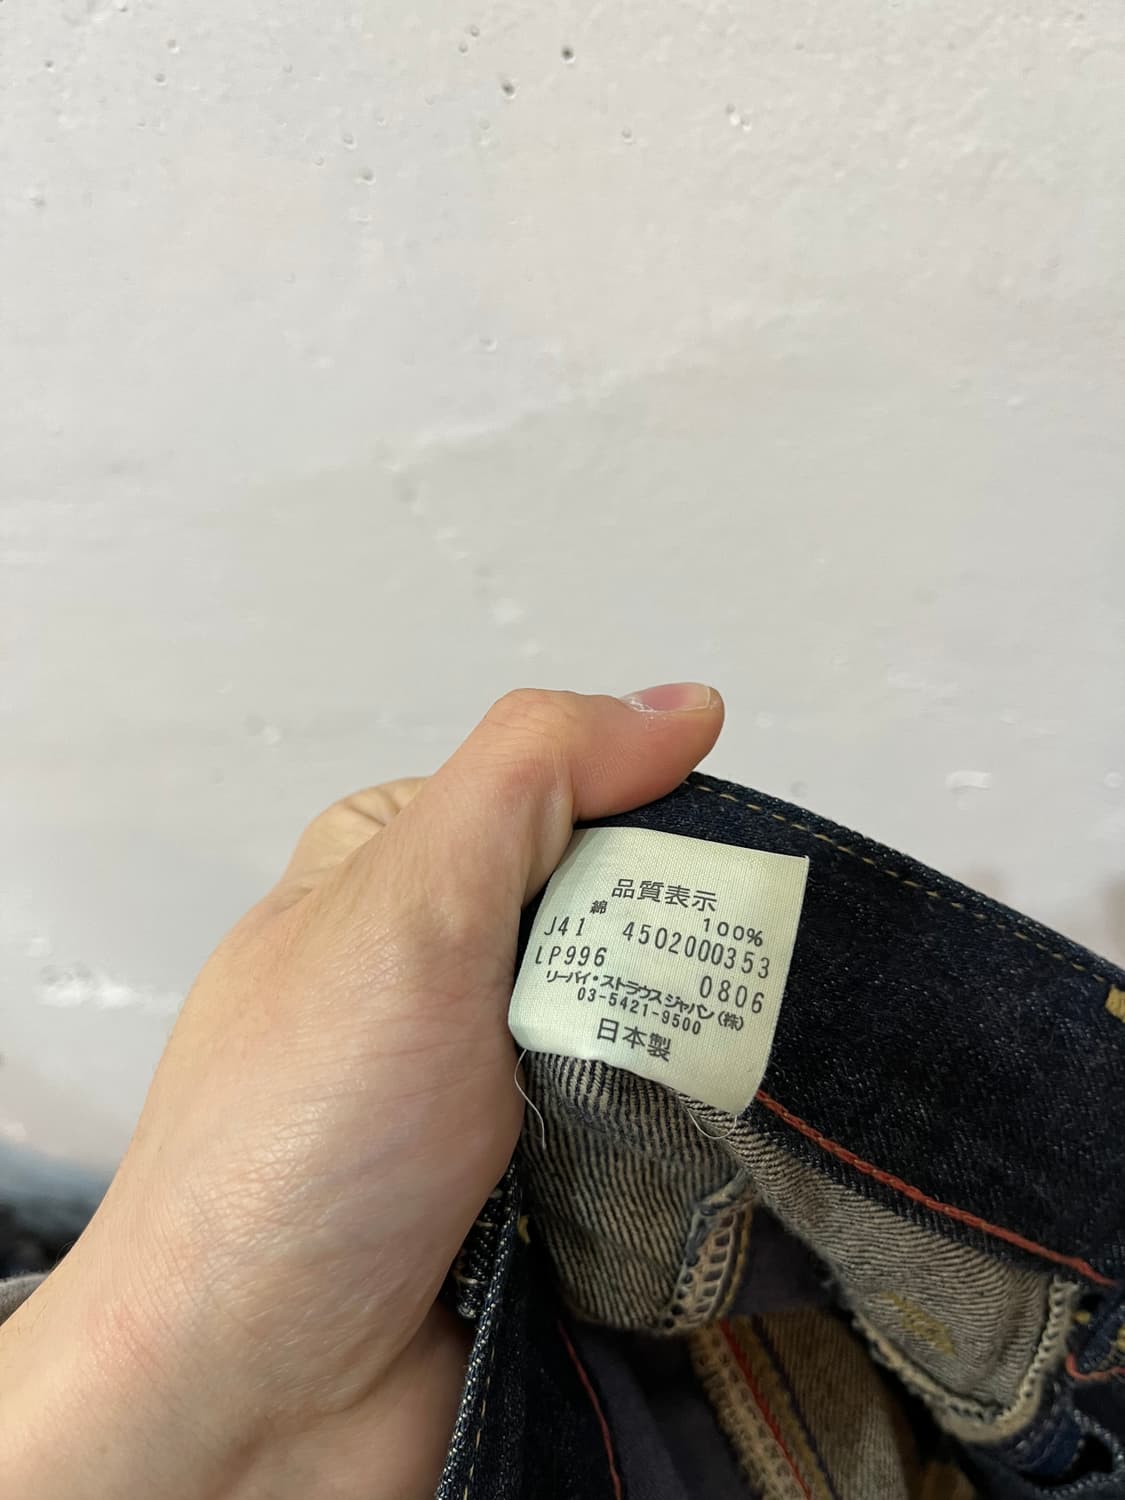 品質表示
綿 100%
J41 4502000353
LP996 0806
リーバイ・ストラウス ジャパン(株)
03-5421-9500
日本製